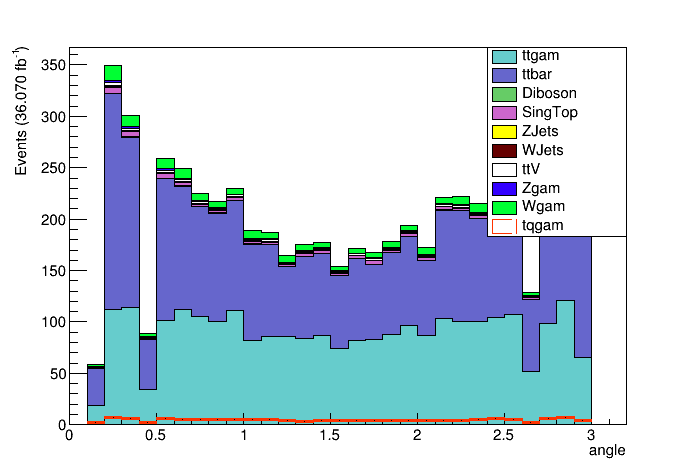 Events (36.070 fb⁻¹)
350
300
250
200
150
100
50
0
0
0.5
1
1.5
2
2.5
3
angle
ttgam
ttbar
Diboson
SingTop
ZJets
WJets
ttV
Zgam
Wgam
tqgam